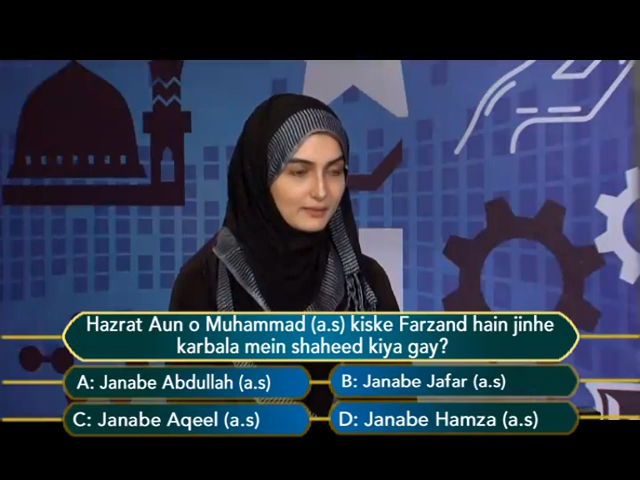 Hazrat Aun o Muhammad (a.s) kiske Farzand hain jinhe
karbala mein shaheed kiya gay?
A: Janabe Abdullah (a.s)
B: Janabe Jafar (a.s)
C: Janabe Aqeel (a.s)
D: Janabe Hamza (a.s)